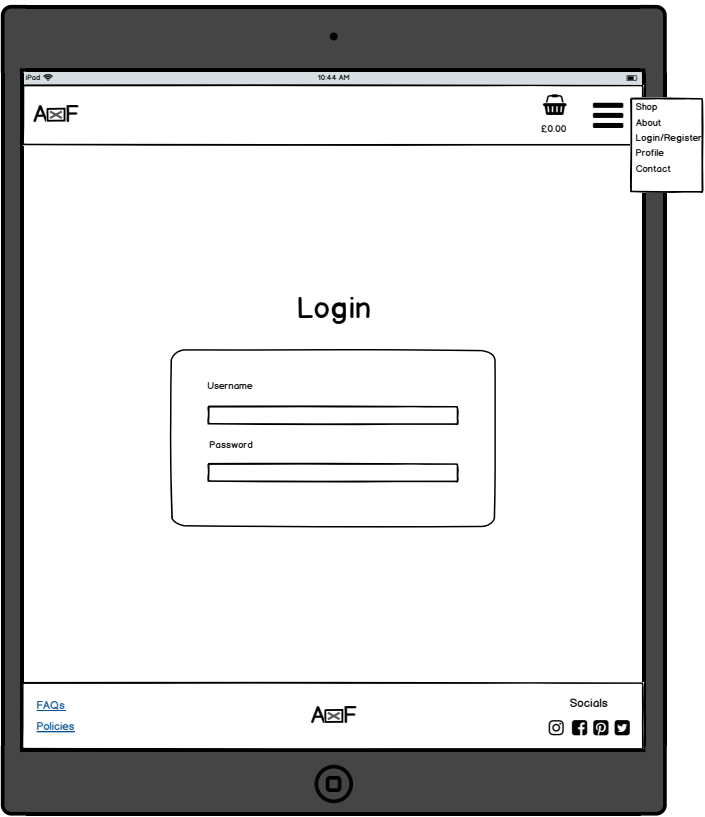 iPad 10:44 AM
A F
£0.00
Shop
About
Login/Register
Profile
Contact
Login
Username
Password
FAQs
Policies
A F
Socials